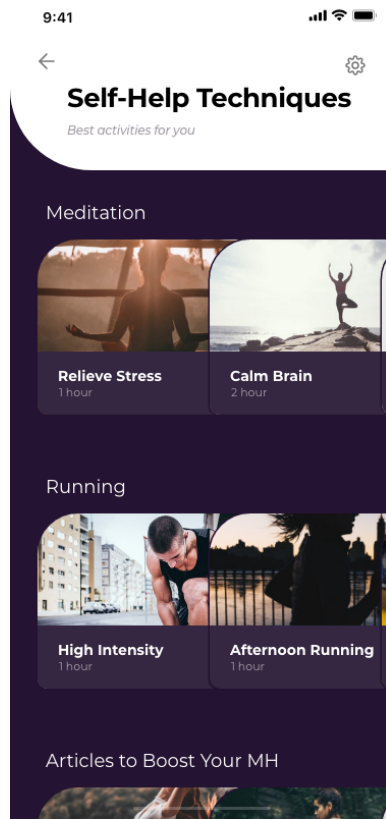 9:41
Self-Help Techniques
Best activities for you
Meditation
Relieve Stress
1 hour
Calm Brain
2 hour
Running
High Intensity
1 hour
Afternoon Running
1 hour
Articles to Boost Your MH